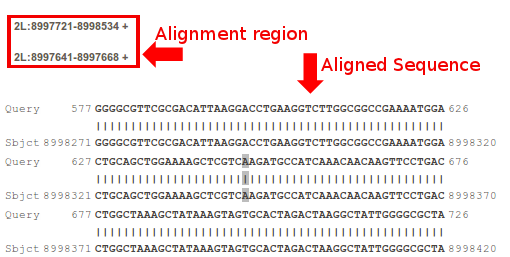 2L:8997721-8998534 +
Alignment region
2L:8997641-8997668 +
Aligned Sequence
Query 577 GGGGCGTTCGCGACATTAAGGACCTGAAGGTCTTGGCGGCCGAAAATGGA 626
||||||||||||||||||||||||||||||||||||||||||||||||||
Sbjct 8998271 GGGGCGTTCGCGACATTAAGGACCTGAAGGTCTTGGCGGCCGAAAATGGA 8998320
Query 627 CTGCAGCTGGAAAAGCTCGTCAAGATGCCATCAAACAACAAGTTCCTGAC 676
||||||||||||||||||||||||||||||||||||||||||||||||||
Sbjct 8998321 CTGCAGCTGGAAAAGCTCGTCAAGATGCCATCAAACAACAAGTTCCTGAC 8998370
Query 677 CTGGCTAAAGCTATAAAGTAGTGCACTAGACTAAGGCTATTGGGGCGCTA 726
||||||||||||||||||||||||||||||||||||||||||||||||||
Sbjct 8998371 CTGGCTAAAGCTATAAAGTAGTGCACTAGACTAAGGCTATTGGGGCGCTA 8998420